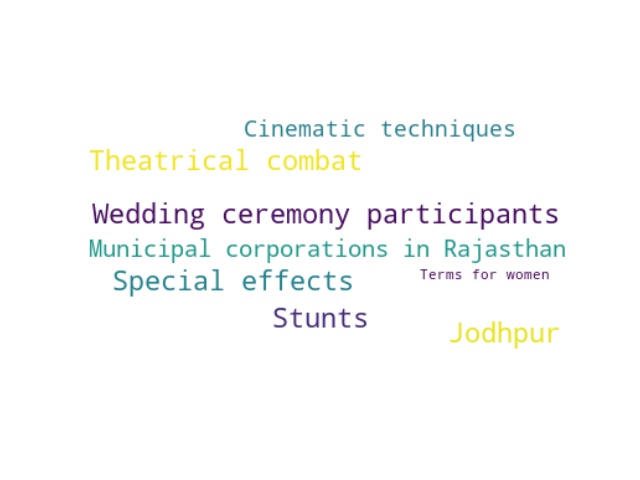 Cinematic techniques
Theatrical combat
Wedding ceremony participants
Municipal corporations in Rajasthan
Special effects
Terms for women
Stunts
Jodhpur